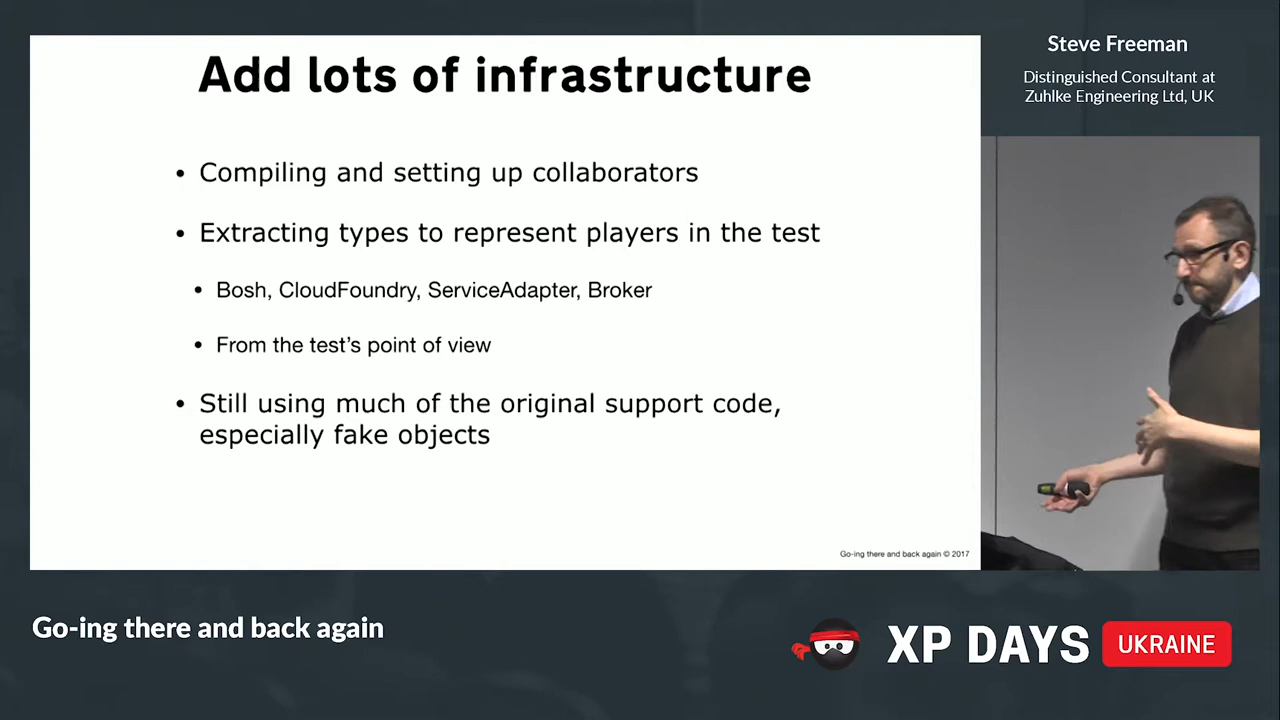 Add lots of infrastructure
• Compiling and setting up collaborators
• Extracting types to represent players in the test
• Bosh, CloudFoundry, ServiceAdapter, Broker
• From the test's point of view
• Still using much of the original support code,
especially fake objects
Go-ing there and back again © 2017
Steve Freeman
Distinguished Consultant at
Zuhlke Engineering Ltd, UK
Go-ing there and back again
XP DAYS UKRAINE